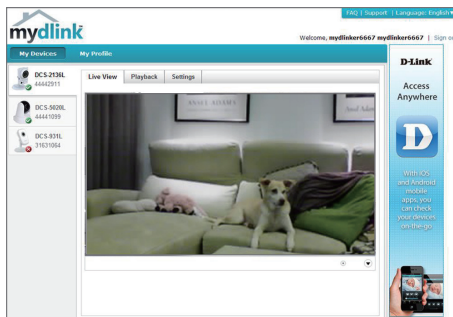 FAQ | Support | Language: English
mydlink
Welcome, mydlinker6667 mydlinker6667 | Sign o
My Devices My Profile
DCS-2136L
44442911
DCS-5020L
44441099
DCS-931L
31631064
Live View Playback Settings
ANSEL ADAMS
D-Link
Access
Anywhere
D
With iOS
and Android
mobile
apps, you
can check
your devices
on-the-go